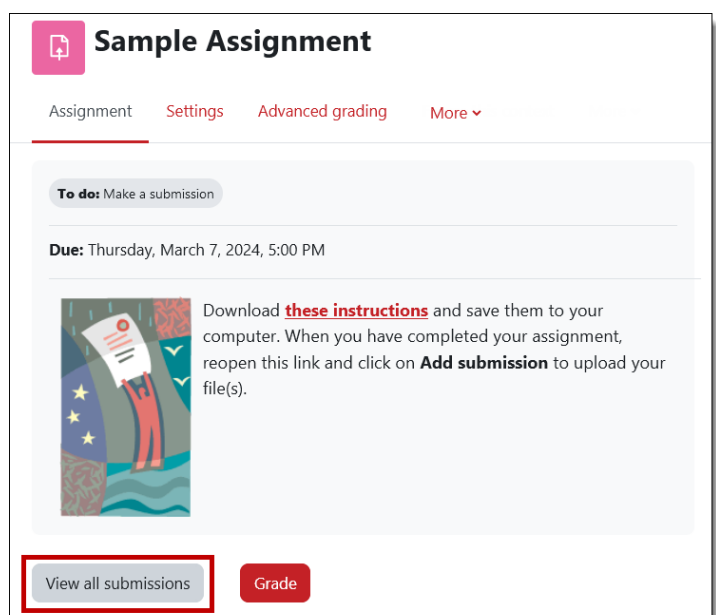 Sample Assignment
Assignment Settings Advanced grading More
To do: Make a submission
Due: Thursday, March 7, 2024, 5:00 PM
Download these instructions and save them to your
computer. When you have completed your assignment,
reopen this link and click on Add submission to upload your
file(s).
View all submissions Grade